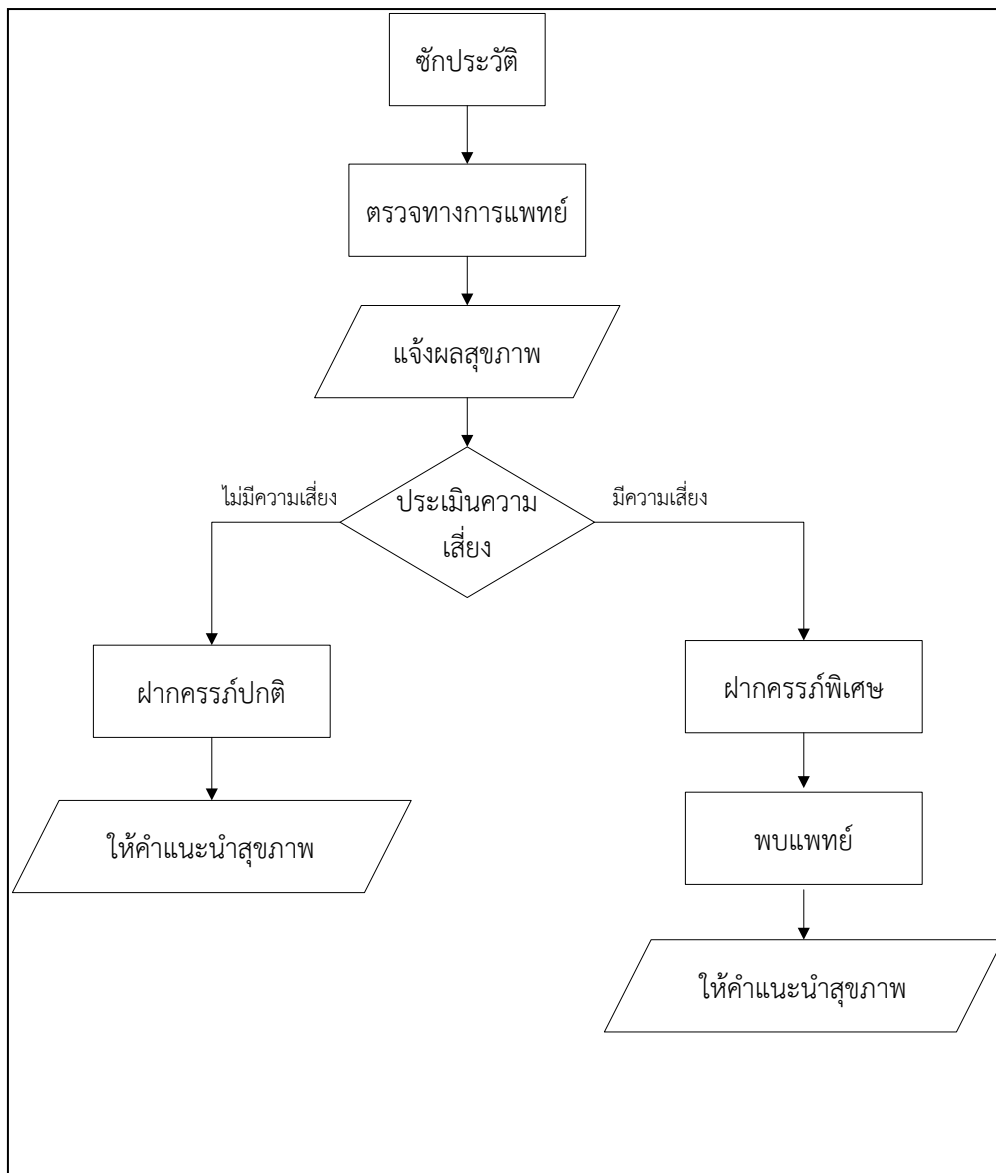 ซักประวัติ
ตรวจทางการแพทย์
แจ้งผลสุขภาพ
ไม่มีความเสี่ยง
ประเมินความ
เสี่ยง
มีความเสี่ยง
ฝากครรภ์ปกติ
ฝากครรภ์พิเศษ
ให้คำแนะนำสุขภาพ
พบแพทย์
ให้คำแนะนำสุขภาพ